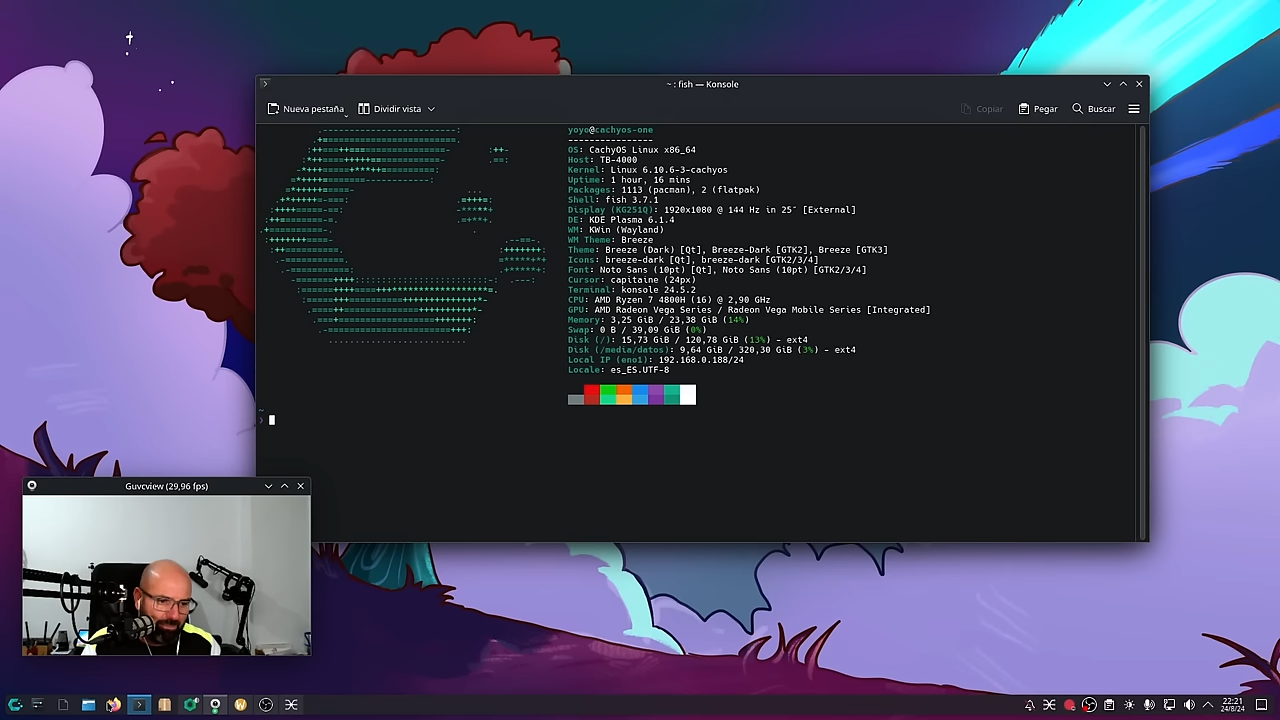 ~ : fish — Konsole
Nueva pestaña
Dividir vista
Copiar
Pegar
Buscar
yoyo@cachyos-one
----------------
OS: CachyOS Linux x86_64
Host: TB-4000
Kernel: Linux 6.10.6-3-cachyos
Uptime: 1 hour, 16 mins
Packages: 1113 (pacman), 2 (flatpak)
Shell: fish 3.7.1
Display (KG251Q): 1920x1080 @ 144 Hz in 25″ [External]
DE: KDE Plasma 6.1.4
WM: KWin (Wayland)
WM Theme: Breeze
Theme: Breeze (Dark) [Qt], Breeze-Dark [GTK2], Breeze [GTK3]
Icons: breeze-dark [Qt], breeze-dark [GTK2/3/4]
Font: Noto Sans (10pt) [Qt], Noto Sans (10pt) [GTK2/3/4]
Cursor: capitaine (24px)
Terminal: konsole 24.5.2
CPU: AMD Ryzen 7 4800H (16) @ 2,90 GHz
GPU: AMD Radeon Vega Series / Radeon Vega Mobile Series [Integrated]
Memory: 3,25 GiB / 23,38 GiB (14%)
Swap: 0 B / 39,09 GiB (0%)
Disk (/): 15,73 GiB / 120,78 GiB (13%) - ext4
Disk (/media/datos): 9,64 GiB / 320,30 GiB (3%) - ext4
Local IP (eno1): 192.168.0.188/24
Locale: es_ES.UTF-8
~
Guvcview (29,96 fps)
22:21
24/8/24